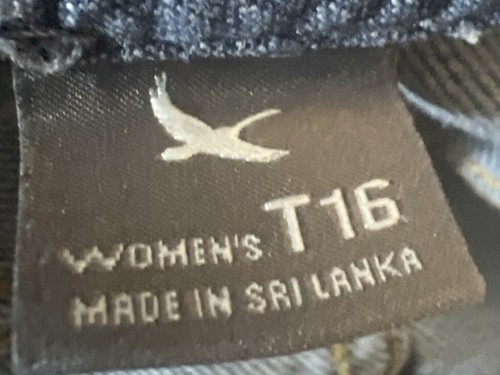 WOMEN'S T16
MADE IN SRI LANKA